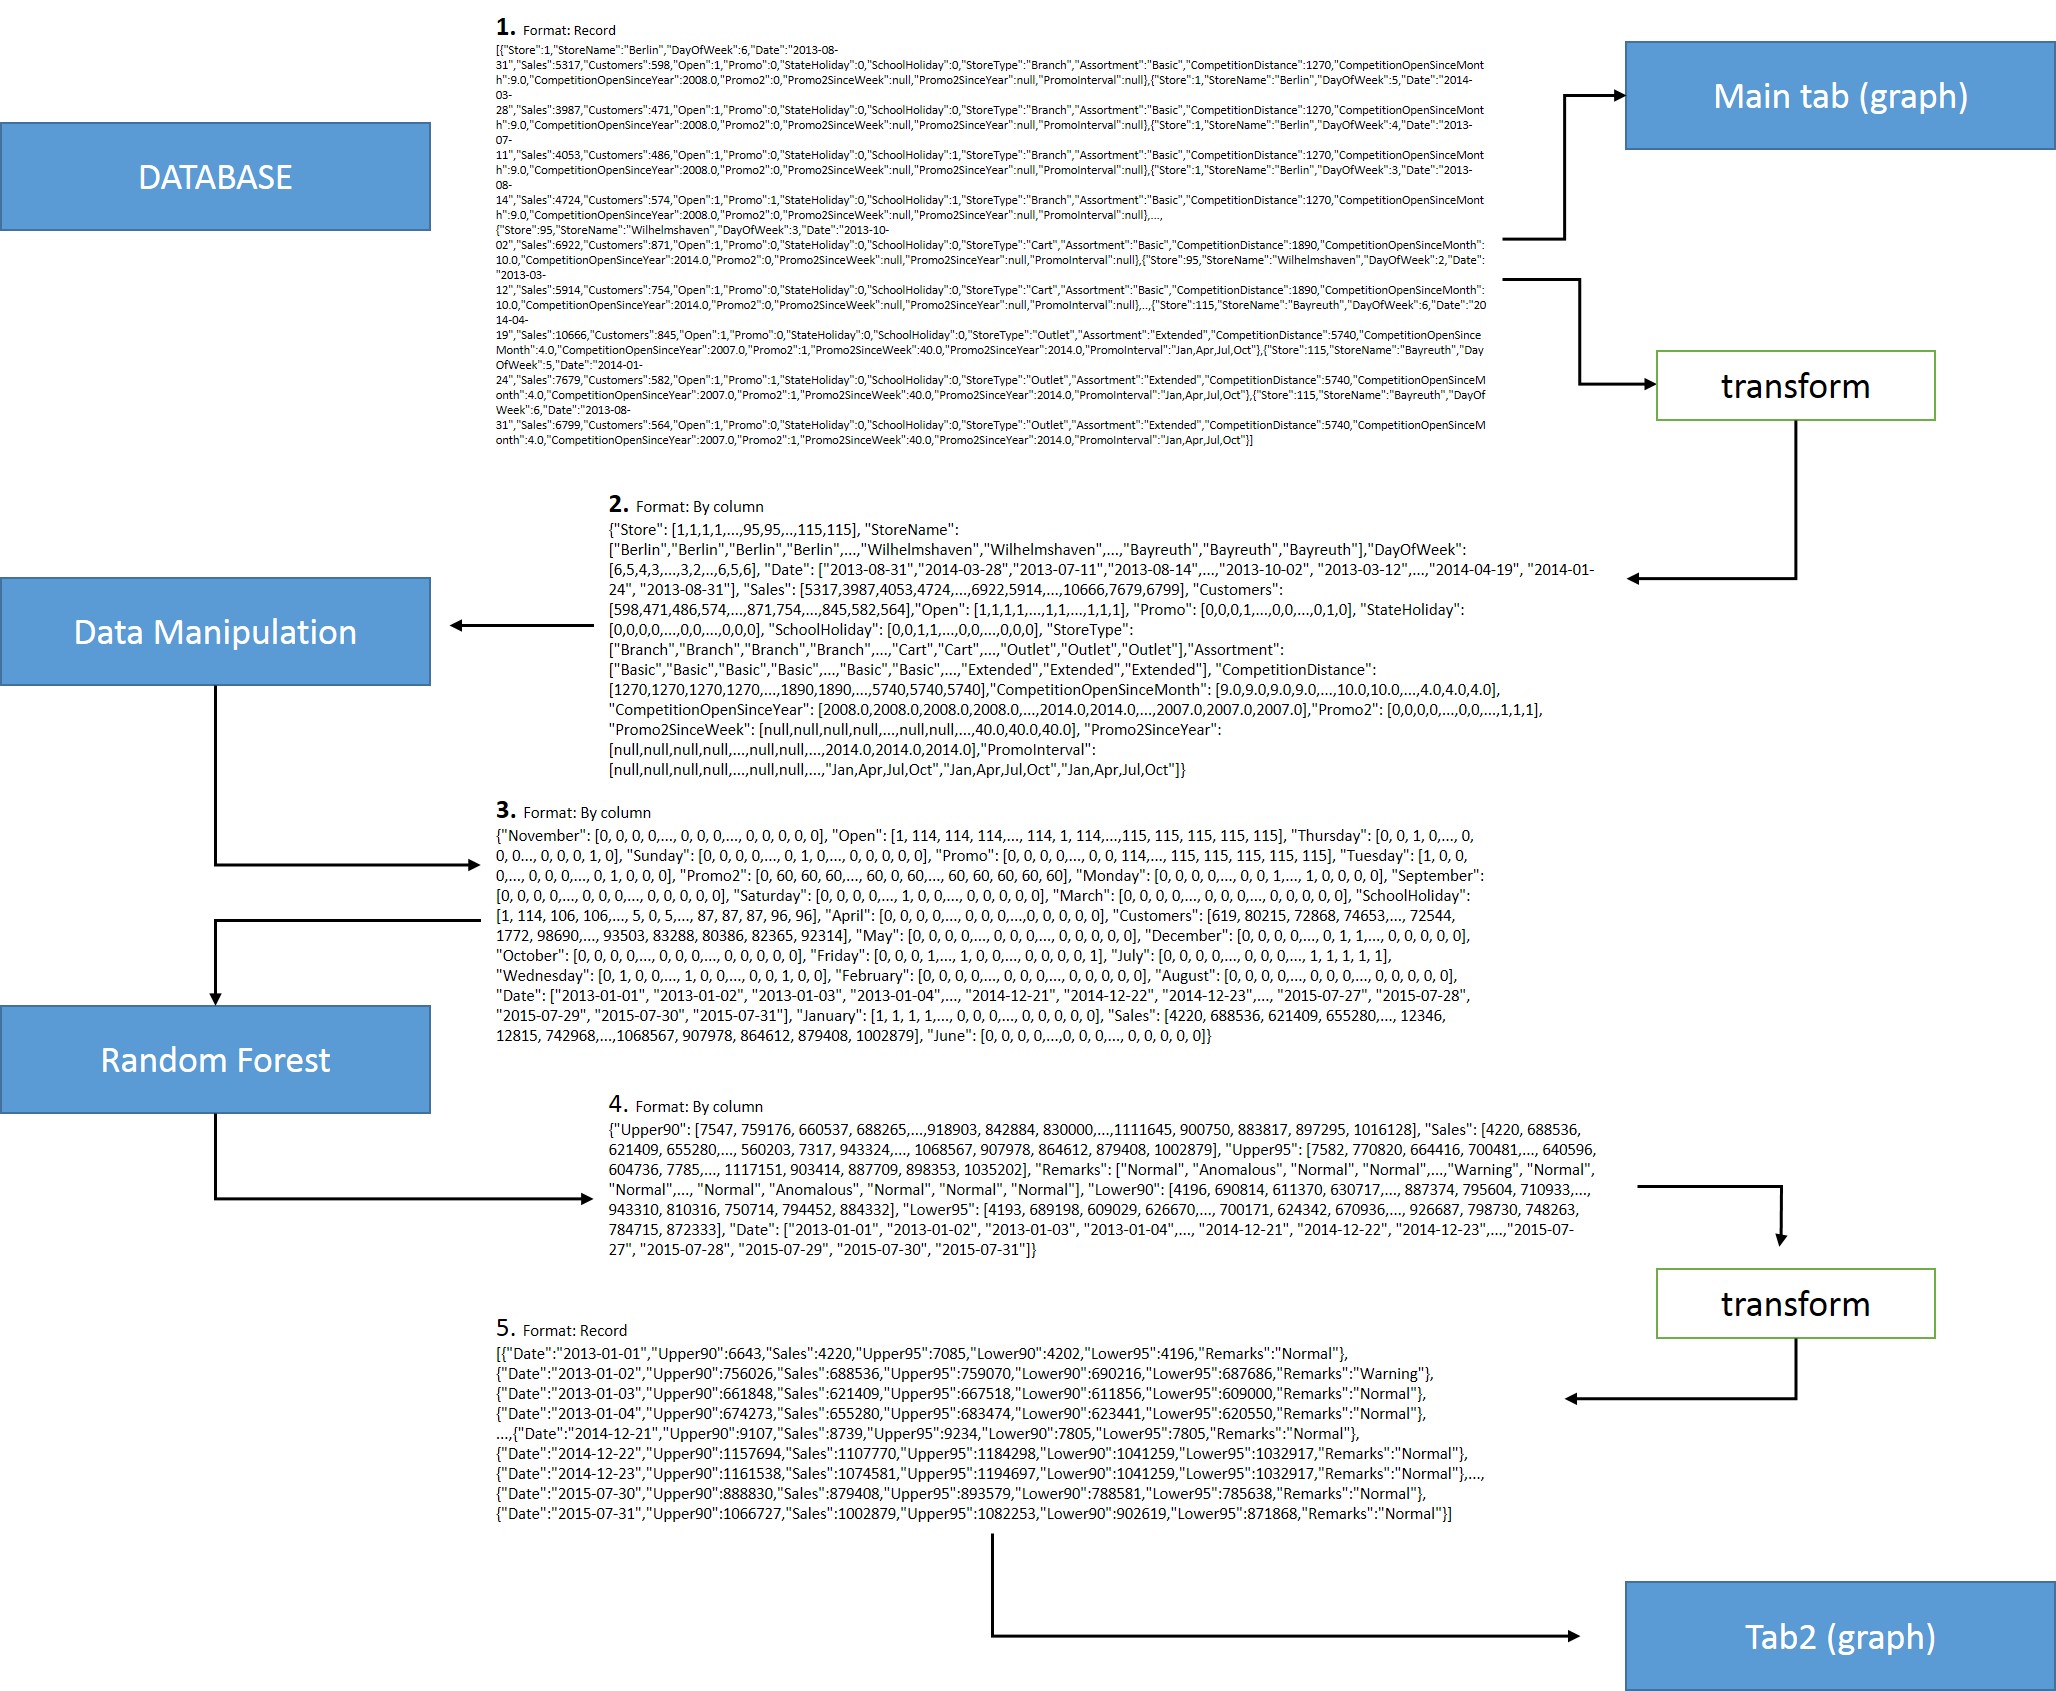 1. Format: Record
[{"Store":1,"StoreName":"Berlin","DayOfWeek":6,"Date":"2013-08-
31","Sales":5317,"Customers":598,"Open":1,"Promo":0,"StateHoliday":0,"SchoolHoliday":0,"StoreType":"Branch","Assortment":"Basic","CompetitionDistance":1270,"CompetitionOpenSinceMont
h":9.0,"CompetitionOpenSinceYear":2008.0,"Promo2":0,"Promo2SinceWeek":null,"Promo2SinceYear":null,"PromoInterval":null},{"Store":1,"StoreName":"Berlin","DayOfWeek":5,"Date":"2014-
03-
28","Sales":3987,"Customers":471,"Open":1,"Promo":0,"StateHoliday":0,"SchoolHoliday":0,"StoreType":"Branch","Assortment":"Basic","CompetitionDistance":1270,"CompetitionOpenSinceMont
h":9.0,"CompetitionOpenSinceYear":2008.0,"Promo2":0,"Promo2SinceWeek":null,"Promo2SinceYear":null,"PromoInterval":null},{"Store":1,"StoreName":"Berlin","DayOfWeek":4,"Date":"2013-
07-
11","Sales":4053,"Customers":486,"Open":1,"Promo":0,"StateHoliday":0,"SchoolHoliday":1,"StoreType":"Branch","Assortment":"Basic","CompetitionDistance":1270,"CompetitionOpenSinceMont
h":9.0,"CompetitionOpenSinceYear":2008.0,"Promo2":0,"Promo2SinceWeek":null,"Promo2SinceYear":null,"PromoInterval":null},{"Store":1,"StoreName":"Berlin","DayOfWeek":3,"Date":"2013-
08-
14","Sales":4724,"Customers":574,"Open":1,"Promo":1,"StateHoliday":0,"SchoolHoliday":1,"StoreType":"Branch","Assortment":"Basic","CompetitionDistance":1270,"CompetitionOpenSinceMont
h":9.0,"CompetitionOpenSinceYear":2008.0,"Promo2":0,"Promo2SinceWeek":null,"Promo2SinceYear":null,"PromoInterval":null},...,
{"Store":95,"StoreName":"Wilhelmshaven","DayOfWeek":3,"Date":"2013-10-
02","Sales":6922,"Customers":871,"Open":1,"Promo":0,"StateHoliday":0,"SchoolHoliday":0,"StoreType":"Cart","Assortment":"Basic","CompetitionDistance":1890,"CompetitionOpenSinceMonth":
10.0,"CompetitionOpenSinceYear":2014.0,"Promo2":0,"Promo2SinceWeek":null,"Promo2SinceYear":null,"PromoInterval":null},{"Store":95,"StoreName":"Wilhelmshaven","DayOfWeek":2,"Date":
"2013-03-
12","Sales":5914,"Customers":754,"Open":1,"Promo":0,"StateHoliday":0,"SchoolHoliday":0,"StoreType":"Cart","Assortment":"Basic","CompetitionDistance":1890,"CompetitionOpenSinceMonth":
10.0,"CompetitionOpenSinceYear":2014.0,"Promo2":0,"Promo2SinceWeek":null,"Promo2SinceYear":null,"PromoInterval":null},..,{"Store":115,"StoreName":"Bayreuth","DayOfWeek":6,"Date":"20
14-04-
19","Sales":10666,"Customers":845,"Open":1,"Promo":0,"StateHoliday":0,"SchoolHoliday":0,"StoreType":"Outlet","Assortment":"Extended","CompetitionDistance":5740,"CompetitionOpenSince
Month":4.0,"CompetitionOpenSinceYear":2007.0,"Promo2":1,"Promo2SinceWeek":40.0,"Promo2SinceYear":2014.0,"PromoInterval":"Jan,Apr,Jul,Oct"},{"Store":115,"StoreName":"Bayreuth","Day
OfWeek":5,"Date":"2014-01-
24","Sales":7679,"Customers":582,"Open":1,"Promo":1,"StateHoliday":0,"SchoolHoliday":0,"StoreType":"Outlet","Assortment":"Extended","CompetitionDistance":5740,"CompetitionOpenSinceM
onth":4.0,"CompetitionOpenSinceYear":2007.0,"Promo2":1,"Promo2SinceWeek":40.0,"Promo2SinceYear":2014.0,"PromoInterval":"Jan,Apr,Jul,Oct"},{"Store":115,"StoreName":"Bayreuth","DayOf
Week":6,"Date":"2013-08-
31","Sales":6799,"Customers":564,"Open":1,"Promo":0,"StateHoliday":0,"SchoolHoliday":0,"StoreType":"Outlet","Assortment":"Extended","CompetitionDistance":5740,"CompetitionOpenSinceM
onth":4.0,"CompetitionOpenSinceYear":2007.0,"Promo2":1,"Promo2SinceWeek":40.0,"Promo2SinceYear":2014.0,"PromoInterval":"Jan,Apr,Jul,Oct"}]
Main tab (graph)
DATABASE
transform
2. Format: By column
{"Store": [1,1,1,1,...,95,95,..,115,115], "StoreName":
["Berlin","Berlin","Berlin","Berlin",...,"Wilhelmshaven","Wilhelmshaven",...,"Bayreuth","Bayreuth","Bayreuth"],"DayOfWeek":
[6,5,4,3,...,3,2,..,6,5,6], "Date": ["2013-08-31","2014-03-28","2013-07-11","2013-08-14",...,"2013-10-02", "2013-03-12",...,"2014-04-19", "2014-01-
24", "2013-08-31"], "Sales": [5317,3987,4053,4724,...,6922,5914,...,10666,7679,6799], "Customers":
[598,471,486,574,...,871,754,...,845,582,564],"Open": [1,1,1,1,...,1,1,...,1,1,1], "Promo": [0,0,0,1,...,0,0,...,0,1,0], "StateHoliday":
[0,0,0,0,...,0,0,...,0,0,0], "SchoolHoliday": [0,0,1,1,...,0,0,...,0,0,0], "StoreType":
["Branch","Branch","Branch","Branch",...,"Cart","Cart",...,"Outlet","Outlet","Outlet"],"Assortment":
["Basic","Basic","Basic","Basic",...,"Basic","Basic",...,"Extended","Extended","Extended"], "CompetitionDistance":
[1270,1270,1270,1270,...,1890,1890,...,5740,5740,5740],"CompetitionOpenSinceMonth": [9.0,9.0,9.0,9.0,...,10.0,10.0,...,4.0,4.0,4.0],
"CompetitionOpenSinceYear": [2008.0,2008.0,2008.0,2008.0,...,2014.0,2014.0,...,2007.0,2007.0,2007.0],"Promo2": [0,0,0,0,...,0,0,...,1,1,1],
"Promo2SinceWeek": [null,null,null,null,...,null,null,...,40.0,40.0,40.0], "Promo2SinceYear":
[null,null,null,null,...,null,null,...,2014.0,2014.0,2014.0],"PromoInterval":
[null,null,null,null,...,null,null,...,"Jan,Apr,Jul,Oct","Jan,Apr,Jul,Oct","Jan,Apr,Jul,Oct"]}
Data Manipulation
3. Format: By column
{"November": [0, 0, 0, 0,..., 0, 0, 0,..., 0, 0, 0, 0, 0], "Open": [1, 114, 114, 114,..., 114, 1, 114,...,115, 115, 115, 115, 115], "Thursday": [0, 0, 1, 0,..., 0,
0, 0..., 0, 0, 0, 1, 0], "Sunday": [0, 0, 0, 0,..., 0, 1, 0,..., 0, 0, 0, 0, 0], "Promo": [0, 0, 0, 0,..., 0, 0, 114,..., 115, 115, 115, 115, 115], "Tuesday": [1, 0, 0,
0,..., 0, 0, 0,..., 0, 1, 0, 0, 0], "Promo2": [0, 60, 60, 60,..., 60, 0, 60,..., 60, 60, 60, 60, 60], "Monday": [0, 0, 0, 0,..., 0, 0, 1,..., 1, 0, 0, 0, 0], "September":
[0, 0, 0, 0,..., 0, 0, 0,..., 0, 0, 0, 0, 0], "Saturday": [0, 0, 0, 0,..., 1, 0, 0,..., 0, 0, 0, 0, 0], "March": [0, 0, 0, 0,..., 0, 0, 0,..., 0, 0, 0, 0, 0], "SchoolHoliday":
[1, 114, 106, 106,..., 5, 0, 5,..., 87, 87, 87, 96, 96], "April": [0, 0, 0, 0,..., 0, 0, 0,...,0, 0, 0, 0, 0], "Customers": [619, 80215, 72868, 74653,..., 72544,
1772, 98690,..., 93503, 83288, 80386, 82365, 92314], "May": [0, 0, 0, 0,..., 0, 0, 0,..., 0, 0, 0, 0, 0], "December": [0, 0, 0, 0,..., 0, 1, 1,..., 0, 0, 0, 0, 0],
"October": [0, 0, 0, 0,..., 0, 0, 0,..., 0, 0, 0, 0, 0], "Friday": [0, 0, 0, 1,..., 1, 0, 0,..., 0, 0, 0, 0, 1], "July": [0, 0, 0, 0,..., 0, 0, 0,..., 1, 1, 1, 1, 1],
"Wednesday": [0, 1, 0, 0,..., 1, 0, 0,..., 0, 0, 1, 0, 0], "February": [0, 0, 0, 0,..., 0, 0, 0,..., 0, 0, 0, 0, 0], "August": [0, 0, 0, 0,..., 0, 0, 0,..., 0, 0, 0, 0, 0],
"Date": ["2013-01-01", "2013-01-02", "2013-01-03", "2013-01-04",..., "2014-12-21", "2014-12-22", "2014-12-23",..., "2015-07-27", "2015-07-28",
"2015-07-29", "2015-07-30", "2015-07-31"], "January": [1, 1, 1, 1,..., 0, 0, 0,..., 0, 0, 0, 0, 0], "Sales": [4220, 688536, 621409, 655280,..., 12346,
12815, 742968,...,1068567, 907978, 864612, 879408, 1002879], "June": [0, 0, 0, 0,...,0, 0, 0,..., 0, 0, 0, 0, 0]}
Random Forest
4. Format: By column
{"Upper90": [7547, 759176, 660537, 688265,...,918903, 842884, 830000,...,1111645, 900750, 883817, 897295, 1016128], "Sales": [4220, 688536,
621409, 655280,..., 560203, 7317, 943324,..., 1068567, 907978, 864612, 879408, 1002879], "Upper95": [7582, 770820, 664416, 700481,..., 640596,
604736, 7785,..., 1117151, 903414, 887709, 898353, 1035202], "Remarks": ["Normal", "Anomalous", "Normal", "Normal",...,"Warning", "Normal",
"Normal",..., "Normal", "Anomalous", "Normal", "Normal", "Normal"], "Lower90": [4196, 690814, 611370, 630717,..., 887374, 795604, 710933,...,
943310, 810316, 750714, 794452, 884332], "Lower95": [4193, 689198, 609029, 626670,..., 700171, 624342, 670936,..., 926687, 798730, 748263,
784715, 872333], "Date": ["2013-01-01", "2013-01-02", "2013-01-03", "2013-01-04",..., "2014-12-21", "2014-12-22", "2014-12-23",...,"2015-07-
27", "2015-07-28", "2015-07-29", "2015-07-30", "2015-07-31"]}
transform
5. Format: Record
[{"Date":"2013-01-01","Upper90":6643,"Sales":4220,"Upper95":7085,"Lower90":4202,"Lower95":4196,"Remarks":"Normal"},
{"Date":"2013-01-02","Upper90":756026,"Sales":688536,"Upper95":759070,"Lower90":690216,"Lower95":687686,"Remarks":"Warning"},
{"Date":"2013-01-03","Upper90":661848,"Sales":621409,"Upper95":667518,"Lower90":611856,"Lower95":609000,"Remarks":"Normal"},
{"Date":"2013-01-04","Upper90":674273,"Sales":655280,"Upper95":683474,"Lower90":623441,"Lower95":620550,"Remarks":"Normal"},
...,{"Date":"2014-12-21","Upper90":9107,"Sales":8739,"Upper95":9234,"Lower90":7805,"Lower95":7805,"Remarks":"Normal"},
{"Date":"2014-12-22","Upper90":1157694,"Sales":1107770,"Upper95":1184298,"Lower90":1041259,"Lower95":1032917,"Remarks":"Normal"},
{"Date":"2014-12-23","Upper90":1161538,"Sales":1074581,"Upper95":1194697,"Lower90":1041259,"Lower95":1032917,"Remarks":"Normal"},...,
{"Date":"2015-07-30","Upper90":888830,"Sales":879408,"Upper95":893579,"Lower90":788581,"Lower95":785638,"Remarks":"Normal"},
{"Date":"2015-07-31","Upper90":1066727,"Sales":1002879,"Upper95":1082253,"Lower90":902619,"Lower95":871868,"Remarks":"Normal"}]
Tab2 (graph)